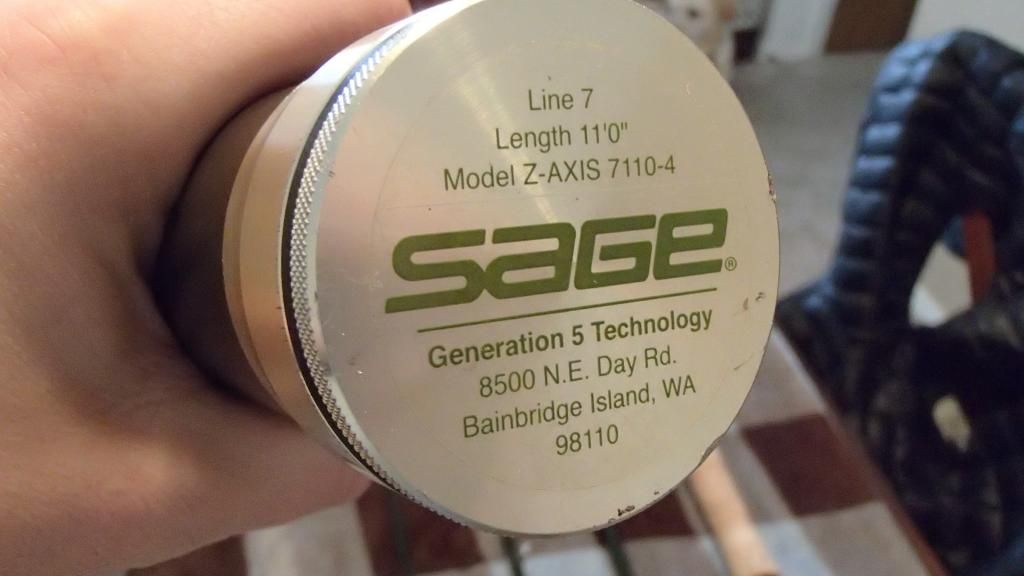 Line 7
Length 11'0"
Model Z-AXIS 7110-4
SAGE®
Generation 5 Technology
8500 N.E. Day Rd.
Bainbridge Island, WA
98110